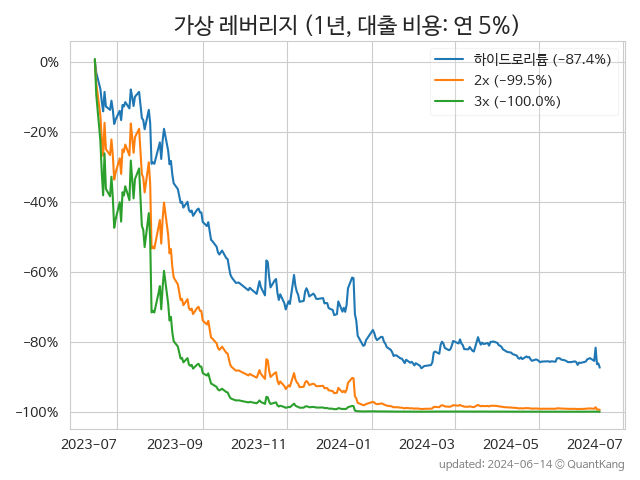 가상 레버리지 (1년, 대출 비용: 연 5%)
하이드로리튬 (−87.4%)
2x (−99.5%)
3x (−100.0%)
0%
−20%
−40%
−60%
−80%
−100%
2023-07 2023-09 2023-11 2024-01 2024-03 2024-05 2024-07
updated: 2024-06-14 © QuantKang